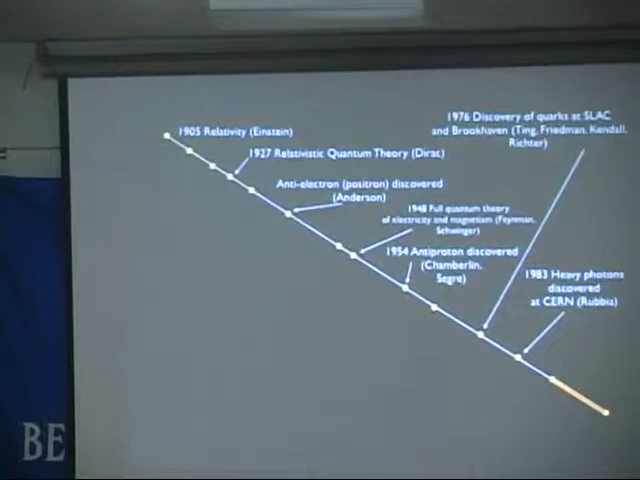 1905 Relativity (Einstein)
1927 Relativistic Quantum Theory (Dirac)
Anti-electron (positron) discovered
(Anderson)
1948 Full quantum theory
of electricity and magnetism (Feynman,
Schwinger)
1954 Antiproton discovered
(Chamberlin,
Segre)
1976 Discovery of quarks at SLAC
and Brookhaven (Ting, Friedman, Kendall,
Richter)
1983 Heavy photons
discovered
at CERN (Rubbia)
BE